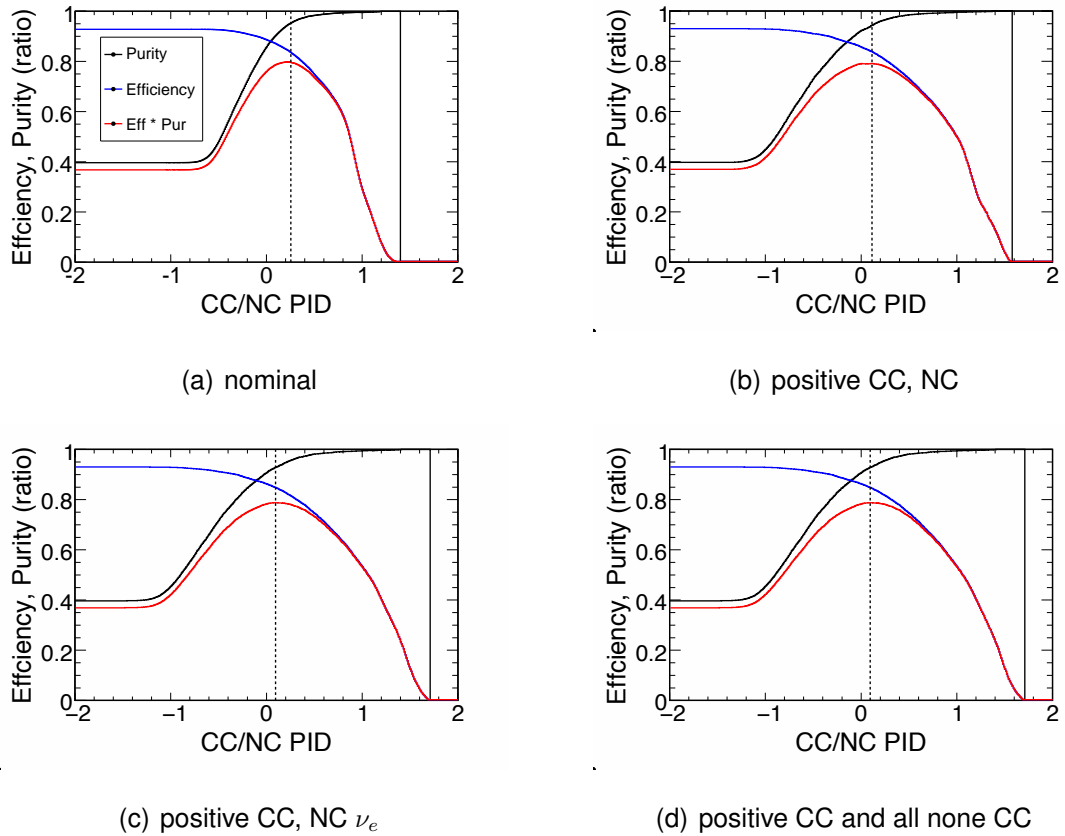 Effciency, Purity (ratio)
1
0.8
0.6
0.4
0.2
0
Purity
Efficiency
Eff * Pur
−2 −1 0 1 2
CC/NC PID
(a) nominal
Effciency, Purity (ratio)
1
0.8
0.6
0.4
0.2
0
−2 −1 0 1 2
CC/NC PID
(b) positive CC, NC
Effciency, Purity (ratio)
1
0.8
0.6
0.4
0.2
0
−2 −1 0 1 2
CC/NC PID
(c) positive CC, NC νe
Effciency, Purity (ratio)
1
0.8
0.6
0.4
0.2
0
−2 −1 0 1 2
CC/NC PID
(d) positive CC and all none CC